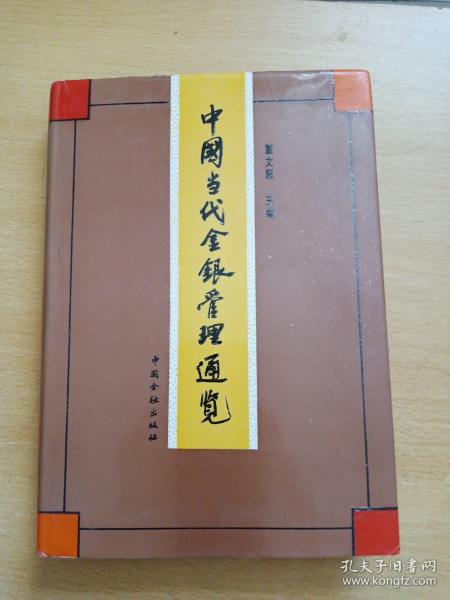 中國当代金銀管理通览
董文超 主编
中国金融出版社
孔夫子旧书网
www.kongfz.com